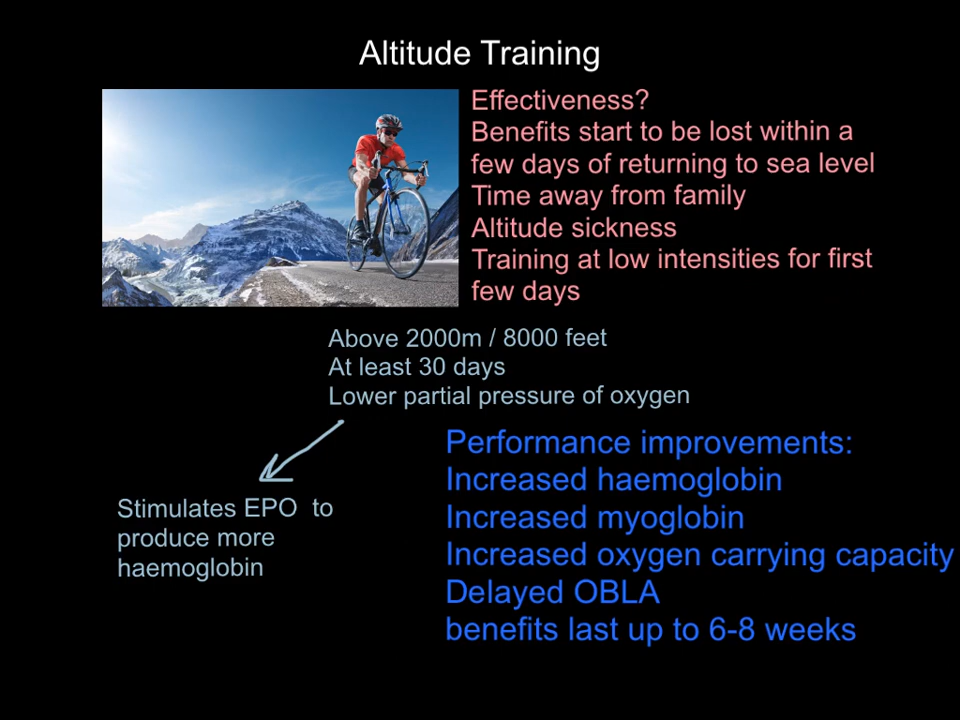 Altitude Training
Effectiveness?
Benefits start to be lost within a
few days of returning to sea level
Time away from family
Altitude sickness
Training at low intensities for first
few days
Above 2000m / 8000 feet
At least 30 days
Lower partial pressure of oxygen
Stimulates EPO  to
produce more
haemoglobin
Performance improvements:
Increased haemoglobin
Increased myoglobin
Increased oxygen carrying capacity
Delayed OBLA
benefits last up to 6-8 weeks